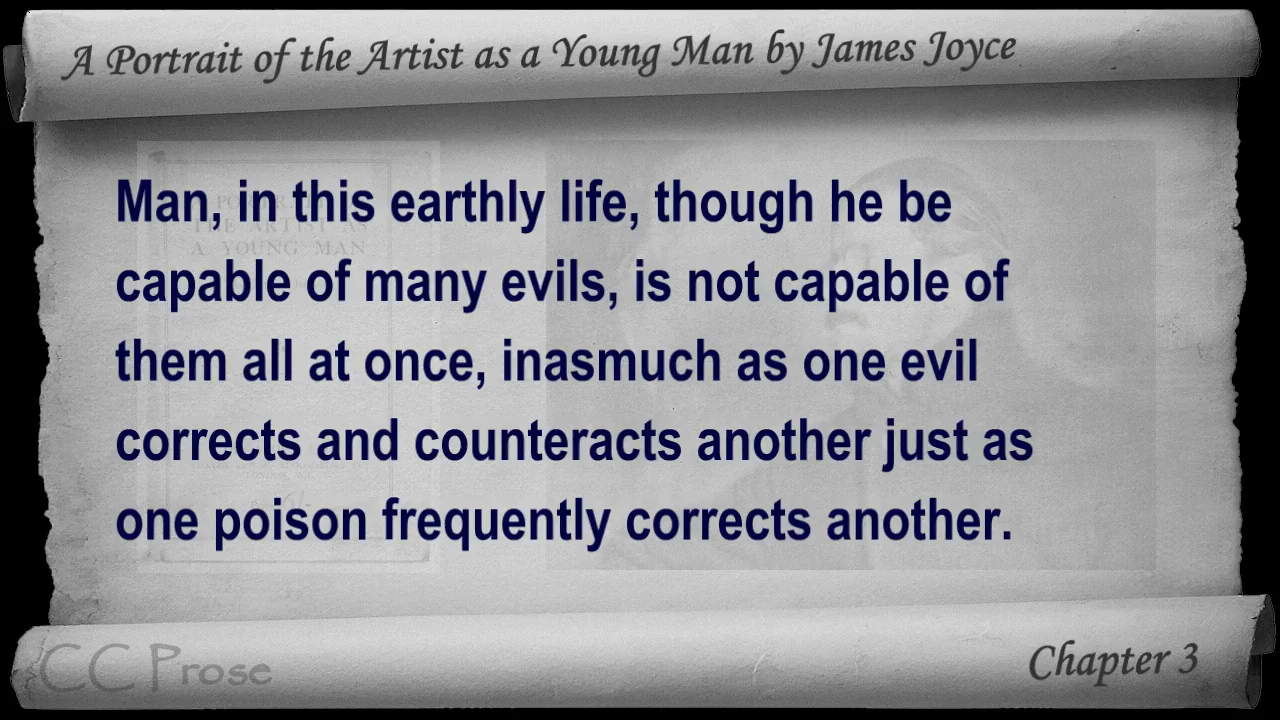 A Portrait of the Artist as a Young Man by James Joyce
Man, in this earthly life, though he be
capable of many evils, is not capable of
them all at once, inasmuch as one evil
corrects and counteracts another just as
one poison frequently corrects another.
CC Prose
Chapter 3